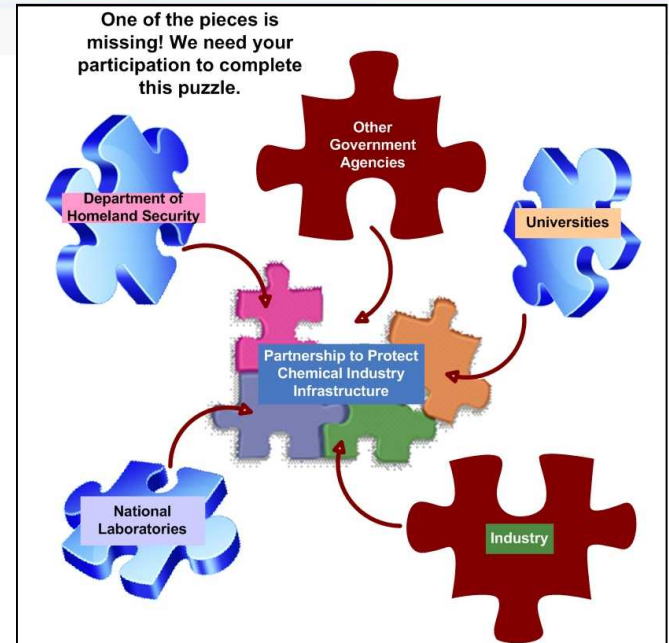 One of the pieces is
missing! We need your
participation to complete
this puzzle.
Other
Government
Agencies
Department of
Homeland Security
Universities
Partnership to Protect
Chemical Industry
Infrastructure
National
Laboratories
Industry